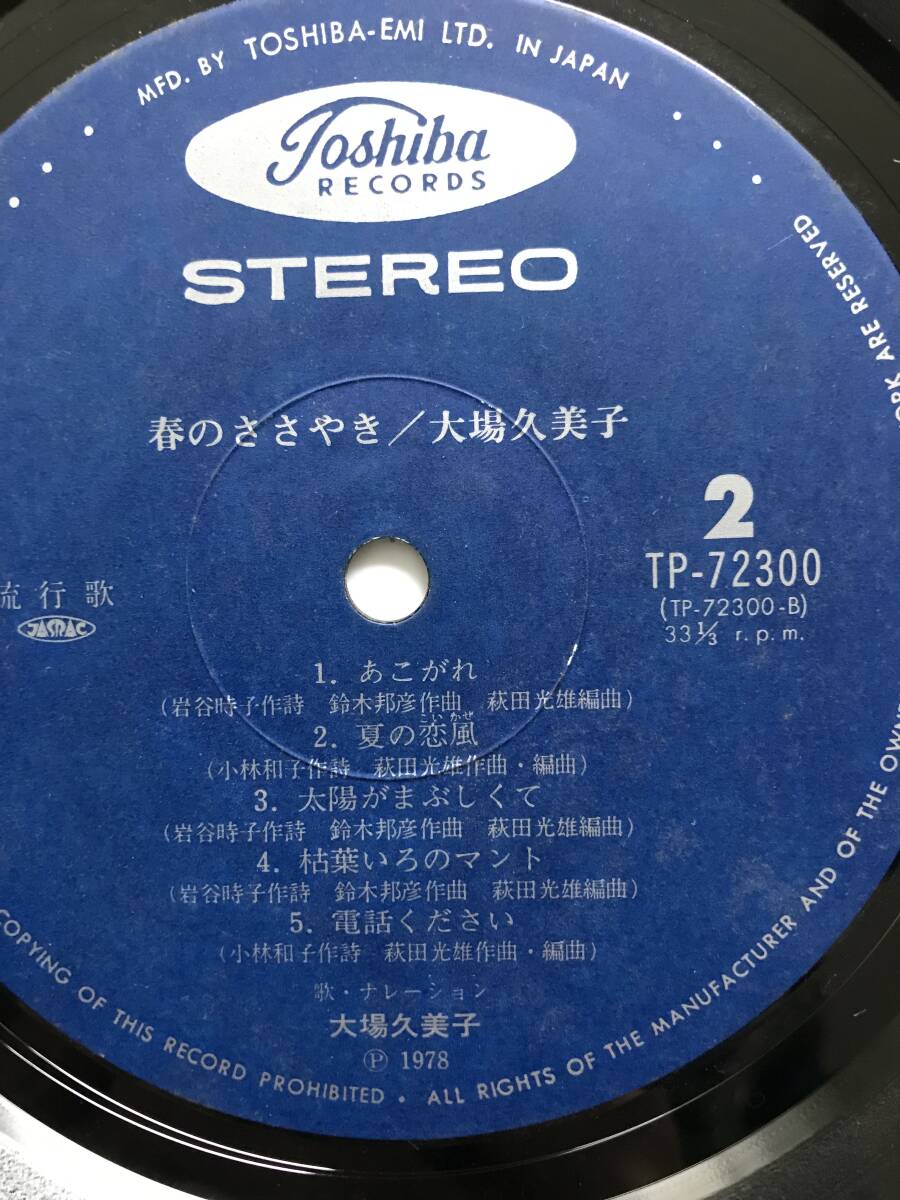 MFD. BY TOSHIBA-EMI LTD. IN JAPAN
Toshiba
RECORDS
STEREO
春のささやき／大場久美子
2
TP-72300
(TP-72300-B)
33⅓ r.p.m.
流行歌
JASRAC
1. あこがれ
(岩谷時子作詩 鈴木邦彦作曲 萩田光雄編曲)
こいかぜ
2. 夏の恋風
(小林和子作詩 萩田光雄作曲・編曲)
3. 太陽がまぶしくて
(岩谷時子作詩 鈴木邦彦作曲 萩田光雄編曲)
4. 枯葉いろのマント
(岩谷時子作詩 鈴木邦彦作曲 萩田光雄編曲)
5. 電話ください
(小林和子作詩 萩田光雄作曲・編曲)
歌・ナレーション
大場久美子
Ⓟ 1978
COPYING OF THIS RECORD PROHIBITED • ALL RIGHTS OF THE MANUFACTURER AND OF THE OWNE
ARE RESERVED